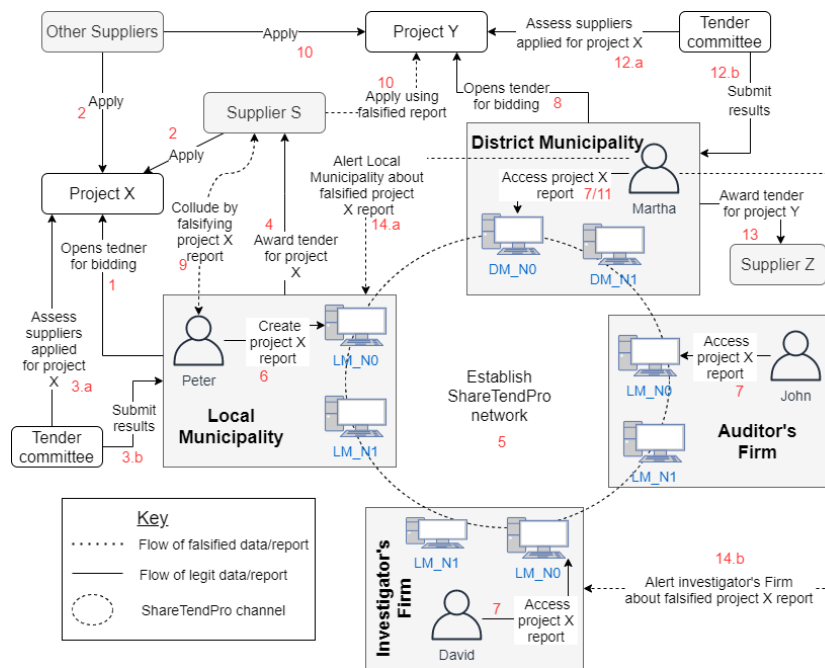 Other Suppliers
Apply
10
Project Y
Assess suppliers
applied for project X
12.a
Tender
committee
12.b
Submit
results
2
Apply
Supplier S
10
Apply using
falsified report
Opens tender
for bidding
8
2
Apply
Project X
District Municipality
Access project X
report
7/11
Martha
DM_N0
DM_N1
Award tender
for project Y
13
Supplier Z
Alert Local
Municipality about
falsified project
X report
14.a
Collude by
falsifying
project X
report
9
4
Award tender
for project
X
Opens tedner
for bidding
1
Assess
suppliers
applied
for project
X
3.a
Peter
Create
project X
report
6
LM_N0
LM_N1
Local
Municipality
Submit
results
3.b
Tender
committee
Establish
ShareTendPro
network
5
LM_N0
Access
project X
report
7
John
LM_N1
Auditor's
Firm
Key
Flow of falsified data/report
Flow of legit data/report
ShareTendPro channel
Investigator's
Firm
LM_N1
LM_N0
7
Access
project X
report
David
14.b
Alert investigator's Firm
about falsified project X report